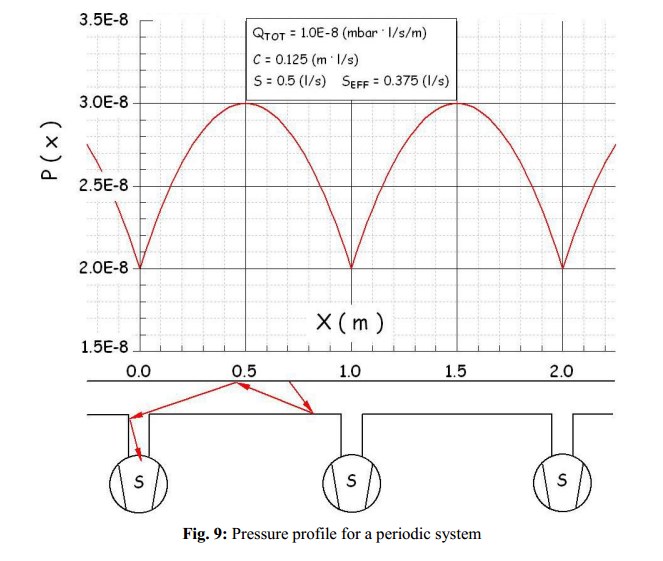 3.5E-8
QTOT = 1.0E-8 (mbar · l/s/m)
C = 0.125 (m · l/s)
S = 0.5 (l/s) SEFF = 0.375 (l/s)
3.0E-8
P(x)
2.5E-8
2.0E-8
X(m)
1.5E-8
0.0 0.5 1.0 1.5 2.0
S S S
Fig. 9: Pressure profile for a periodic system